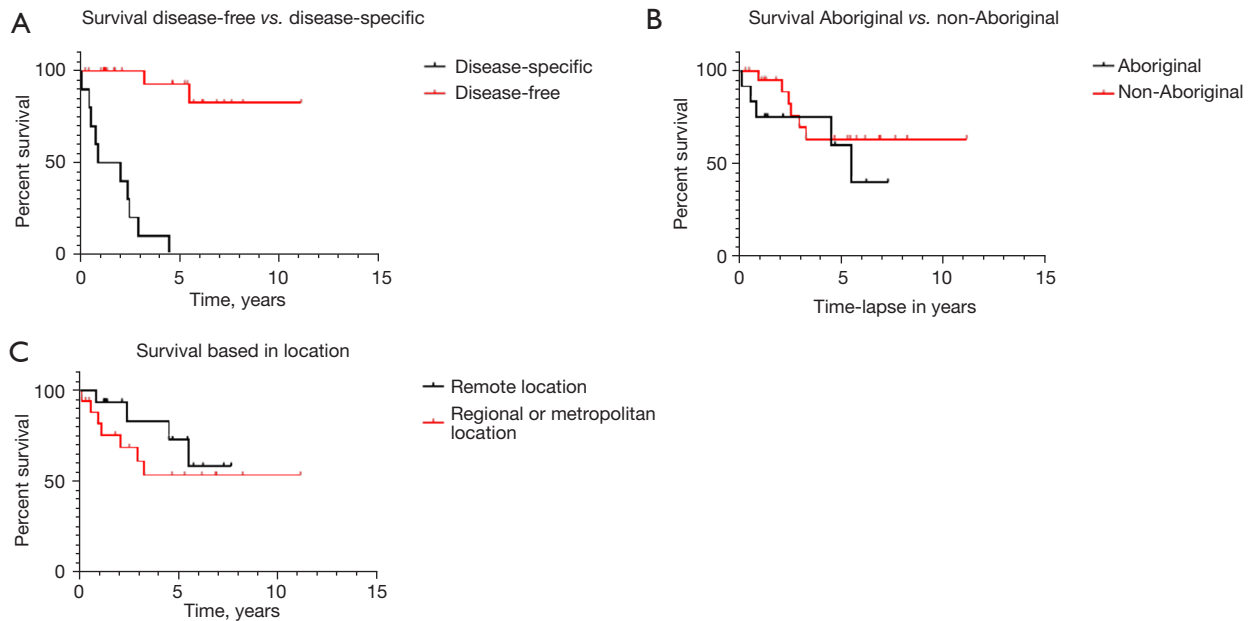 A
Survival disease-free vs. disease-specific
Percent survival
100
50
0
0 5 10 15
Time, years
Disease-specific
Disease-free
B
Survival Aboriginal vs. non-Aboriginal
Percent survival
100
50
0
0 5 10 15
Time-lapse in years
Aboriginal
Non-Aboriginal
C
Survival based in location
Percent survival
100
50
0
0 5 10 15
Time, years
Remote location
Regional or metropolitan
location